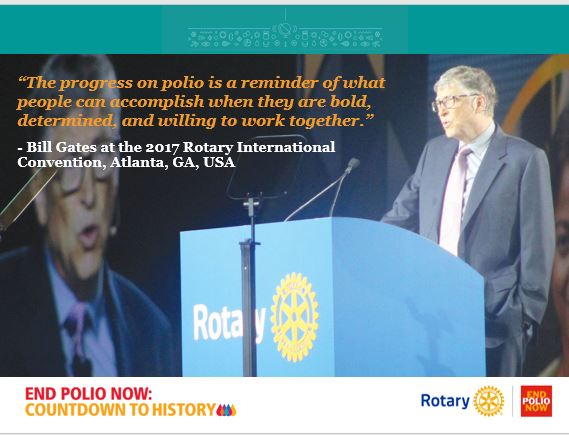 “The progress on polio is a reminder of what
people can accomplish when they are bold,
determined, and willing to work together.”
- Bill Gates at the 2017 Rotary International
Convention, Atlanta, GA, USA
Rotary
END POLIO NOW:
COUNTDOWN TO HISTORY
Rotary
END
POLIO
NOW